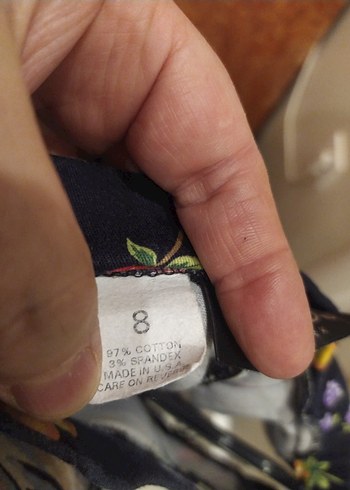 8
97% COTTON
3% SPANDEX
MADE IN U.S.A
CARE ON REVERSE